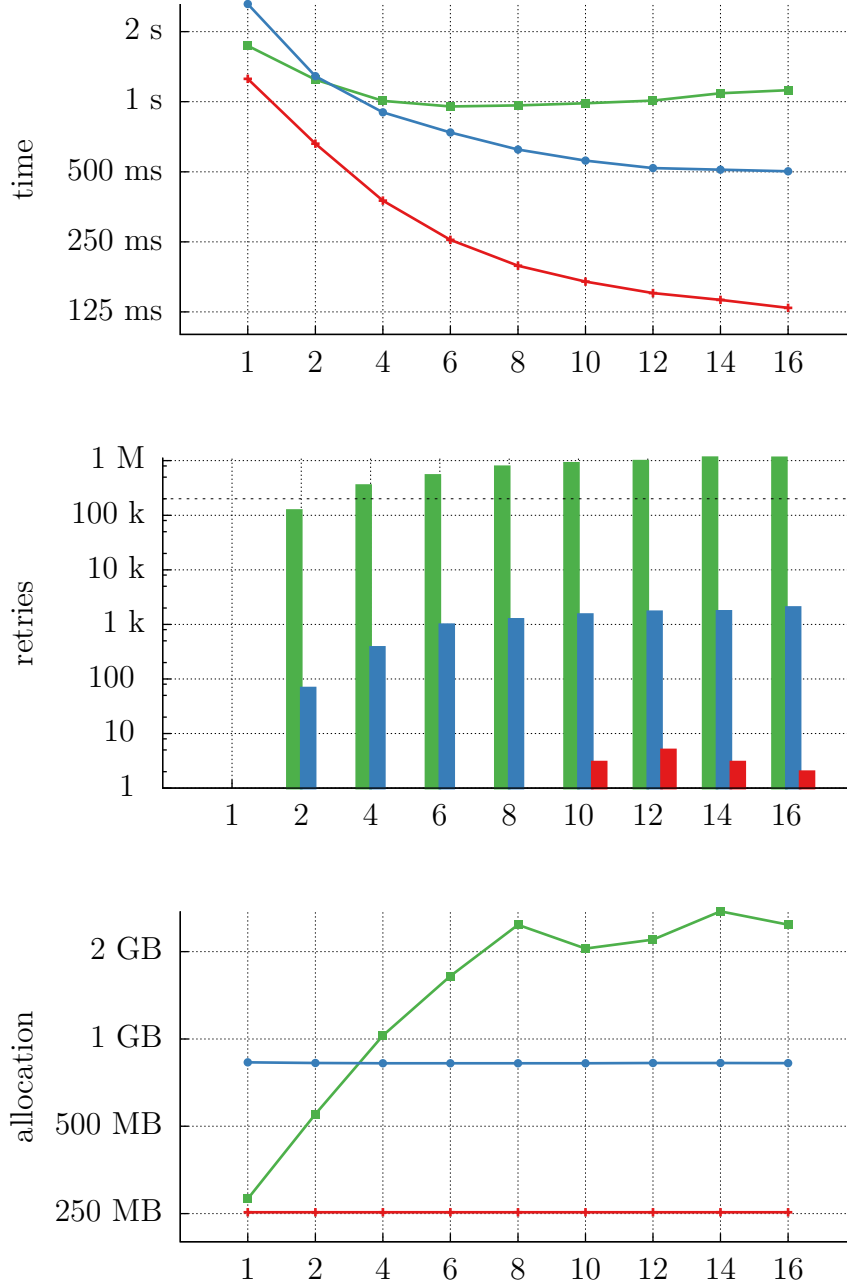 time
2 s
1 s
500 ms
250 ms
125 ms
1 2 4 6 8 10 12 14 16
retries
1 M
100 k
10 k
1 k
100
10
1
1 2 4 6 8 10 12 14 16
allocation
2 GB
1 GB
500 MB
250 MB
1 2 4 6 8 10 12 14 16